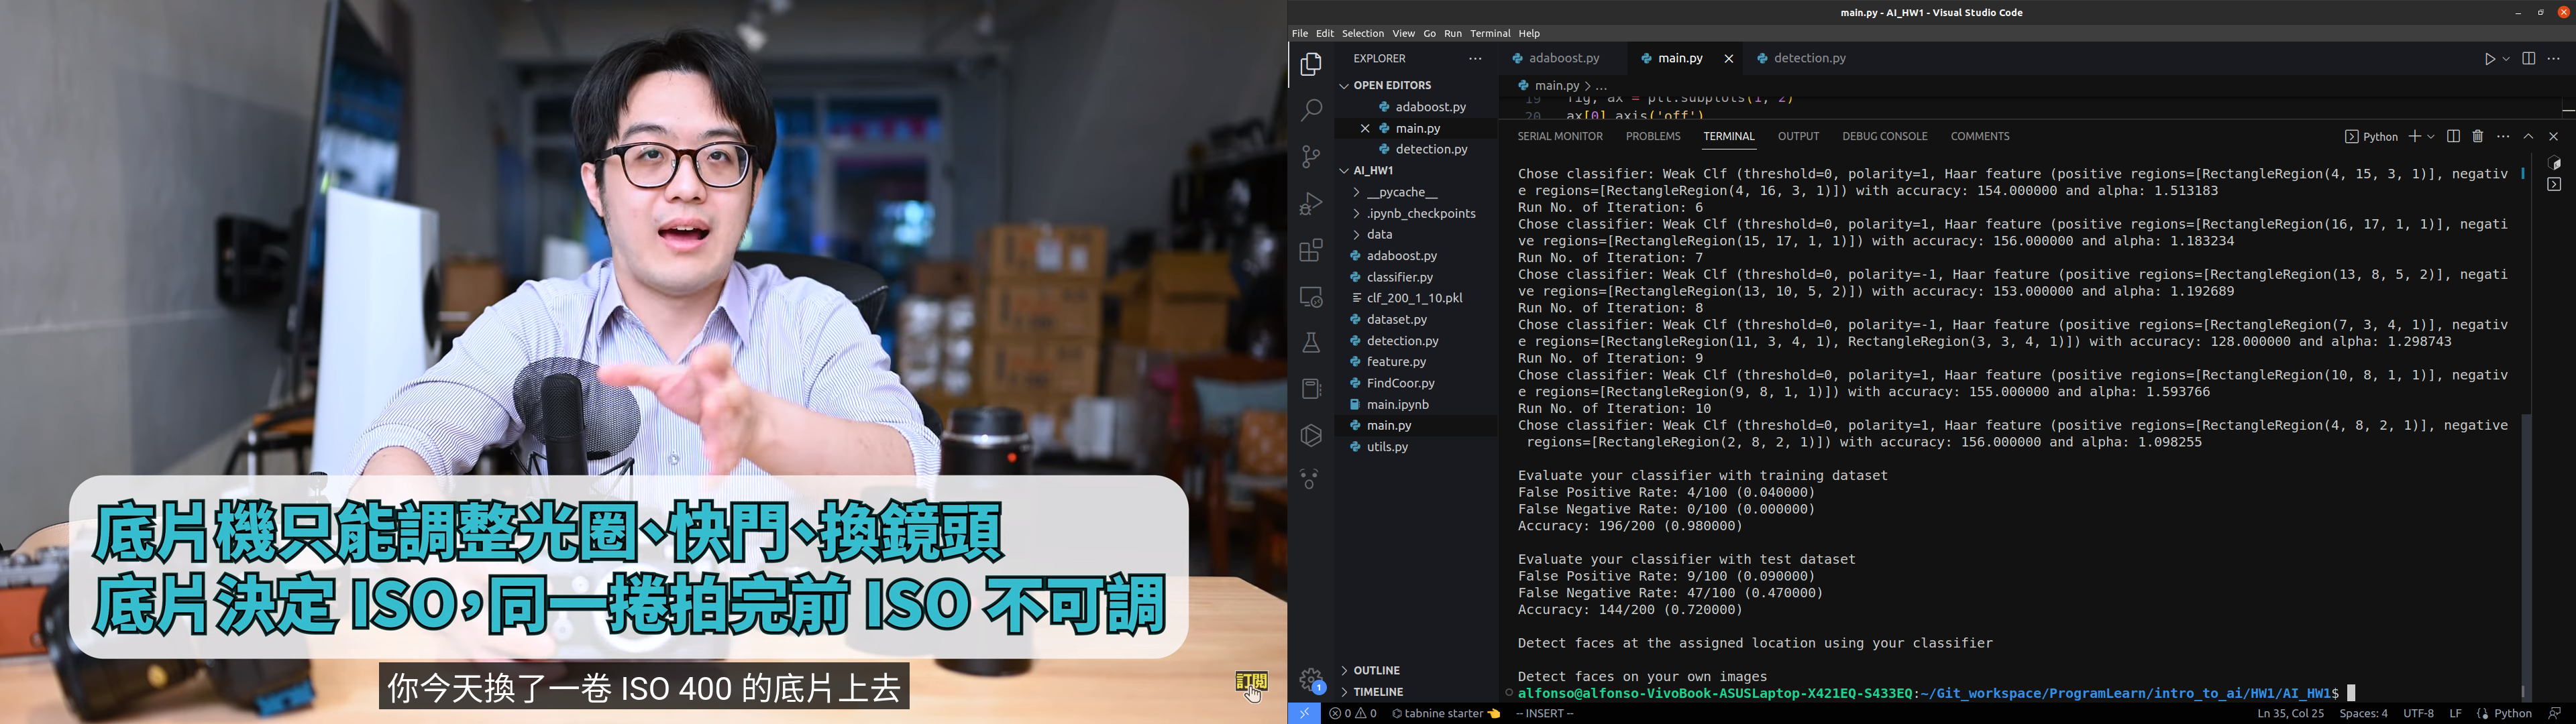 底片機只能調整光圈、快門、換鏡頭
底片決定 ISO,同一捲拍完前 ISO 不可調
你今天換了一卷 ISO 400 的底片上去
訂閱
main.py - AI_HW1 - Visual Studio Code
File Edit Selection View Go Run Terminal Help
EXPLORER
OPEN EDITORS
adaboost.py
main.py
detection.py
AI_HW1
__pycache__
.ipynb_checkpoints
data
adaboost.py
classifier.py
clf_200_1_10.pkl
dataset.py
detection.py
feature.py
FindCoor.py
main.ipynb
main.py
utils.py
OUTLINE
TIMELINE
adaboost.py main.py detection.py
main.py > ...
19 fig, ax = plt.subplots(1, 2)
20 ax[0].axis('off')
SERIAL MONITOR PROBLEMS TERMINAL OUTPUT DEBUG CONSOLE COMMENTS
Python
Chose classifier: Weak Clf (threshold=0, polarity=1, Haar feature (positive regions=[RectangleRegion(4, 15, 3, 1)], negativ
e regions=[RectangleRegion(4, 16, 3, 1)]) with accuracy: 154.000000 and alpha: 1.513183
Run No. of Iteration: 6
Chose classifier: Weak Clf (threshold=0, polarity=1, Haar feature (positive regions=[RectangleRegion(16, 17, 1, 1)], negati
ve regions=[RectangleRegion(15, 17, 1, 1)]) with accuracy: 156.000000 and alpha: 1.183234
Run No. of Iteration: 7
Chose classifier: Weak Clf (threshold=0, polarity=-1, Haar feature (positive regions=[RectangleRegion(13, 8, 5, 2)], negati
ve regions=[RectangleRegion(13, 10, 5, 2)]) with accuracy: 153.000000 and alpha: 1.192689
Run No. of Iteration: 8
Chose classifier: Weak Clf (threshold=0, polarity=-1, Haar feature (positive regions=[RectangleRegion(7, 3, 4, 1)], negativ
e regions=[RectangleRegion(11, 3, 4, 1), RectangleRegion(3, 3, 4, 1)]) with accuracy: 128.000000 and alpha: 1.298743
Run No. of Iteration: 9
Chose classifier: Weak Clf (threshold=0, polarity=1, Haar feature (positive regions=[RectangleRegion(10, 8, 1, 1)], negativ
e regions=[RectangleRegion(9, 8, 1, 1)]) with accuracy: 155.000000 and alpha: 1.593766
Run No. of Iteration: 10
Chose classifier: Weak Clf (threshold=0, polarity=1, Haar feature (positive regions=[RectangleRegion(4, 8, 2, 1)], negative
regions=[RectangleRegion(2, 8, 2, 1)]) with accuracy: 156.000000 and alpha: 1.098255
Evaluate your classifier with training dataset
False Positive Rate: 4/100 (0.040000)
False Negative Rate: 0/100 (0.000000)
Accuracy: 196/200 (0.980000)
Evaluate your classifier with test dataset
False Positive Rate: 9/100 (0.090000)
False Negative Rate: 47/100 (0.470000)
Accuracy: 144/200 (0.720000)
Detect faces at the assigned location using your classifier
Detect faces on your own images
alfonso@alfonso-VivoBook-ASUSLaptop-X421EQ-S433EQ:~/Git_workspace/ProgramLearn/intro_to_ai/HW1/AI_HW1$
1
0 0 tabnine starter -- INSERT -- Ln 35, Col 25 Spaces: 4 UTF-8 LF Python